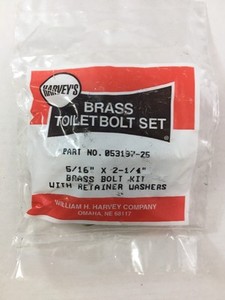 HARVEY'S
BRASS
TOILET BOLT SET
PART NO. 053197-25
5/16" X 2-1/4"
BRASS BOLT KIT
WITH RETAINER WASHERS
WILLIAM H. HARVEY COMPANY
OMAHA, NE 68117